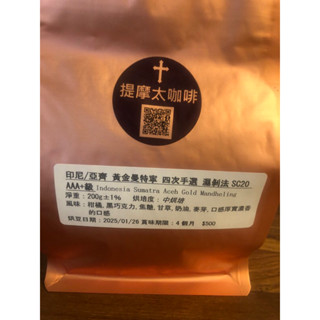 提摩太咖啡
印尼/亞齊 黃金曼特寧 四次手選 濕剝法 SC20
AAA+級 Indonesia Sumatra Aceh Gold Mandheling
淨重：200g±1% 烘焙度：中烘焙
風味：柑橘,黑巧克力,焦糖,甘草,奶油,麥芽,口感厚實濃香
的口感
烘豆日期：2025/01/26 賞味期限：4個月 $500